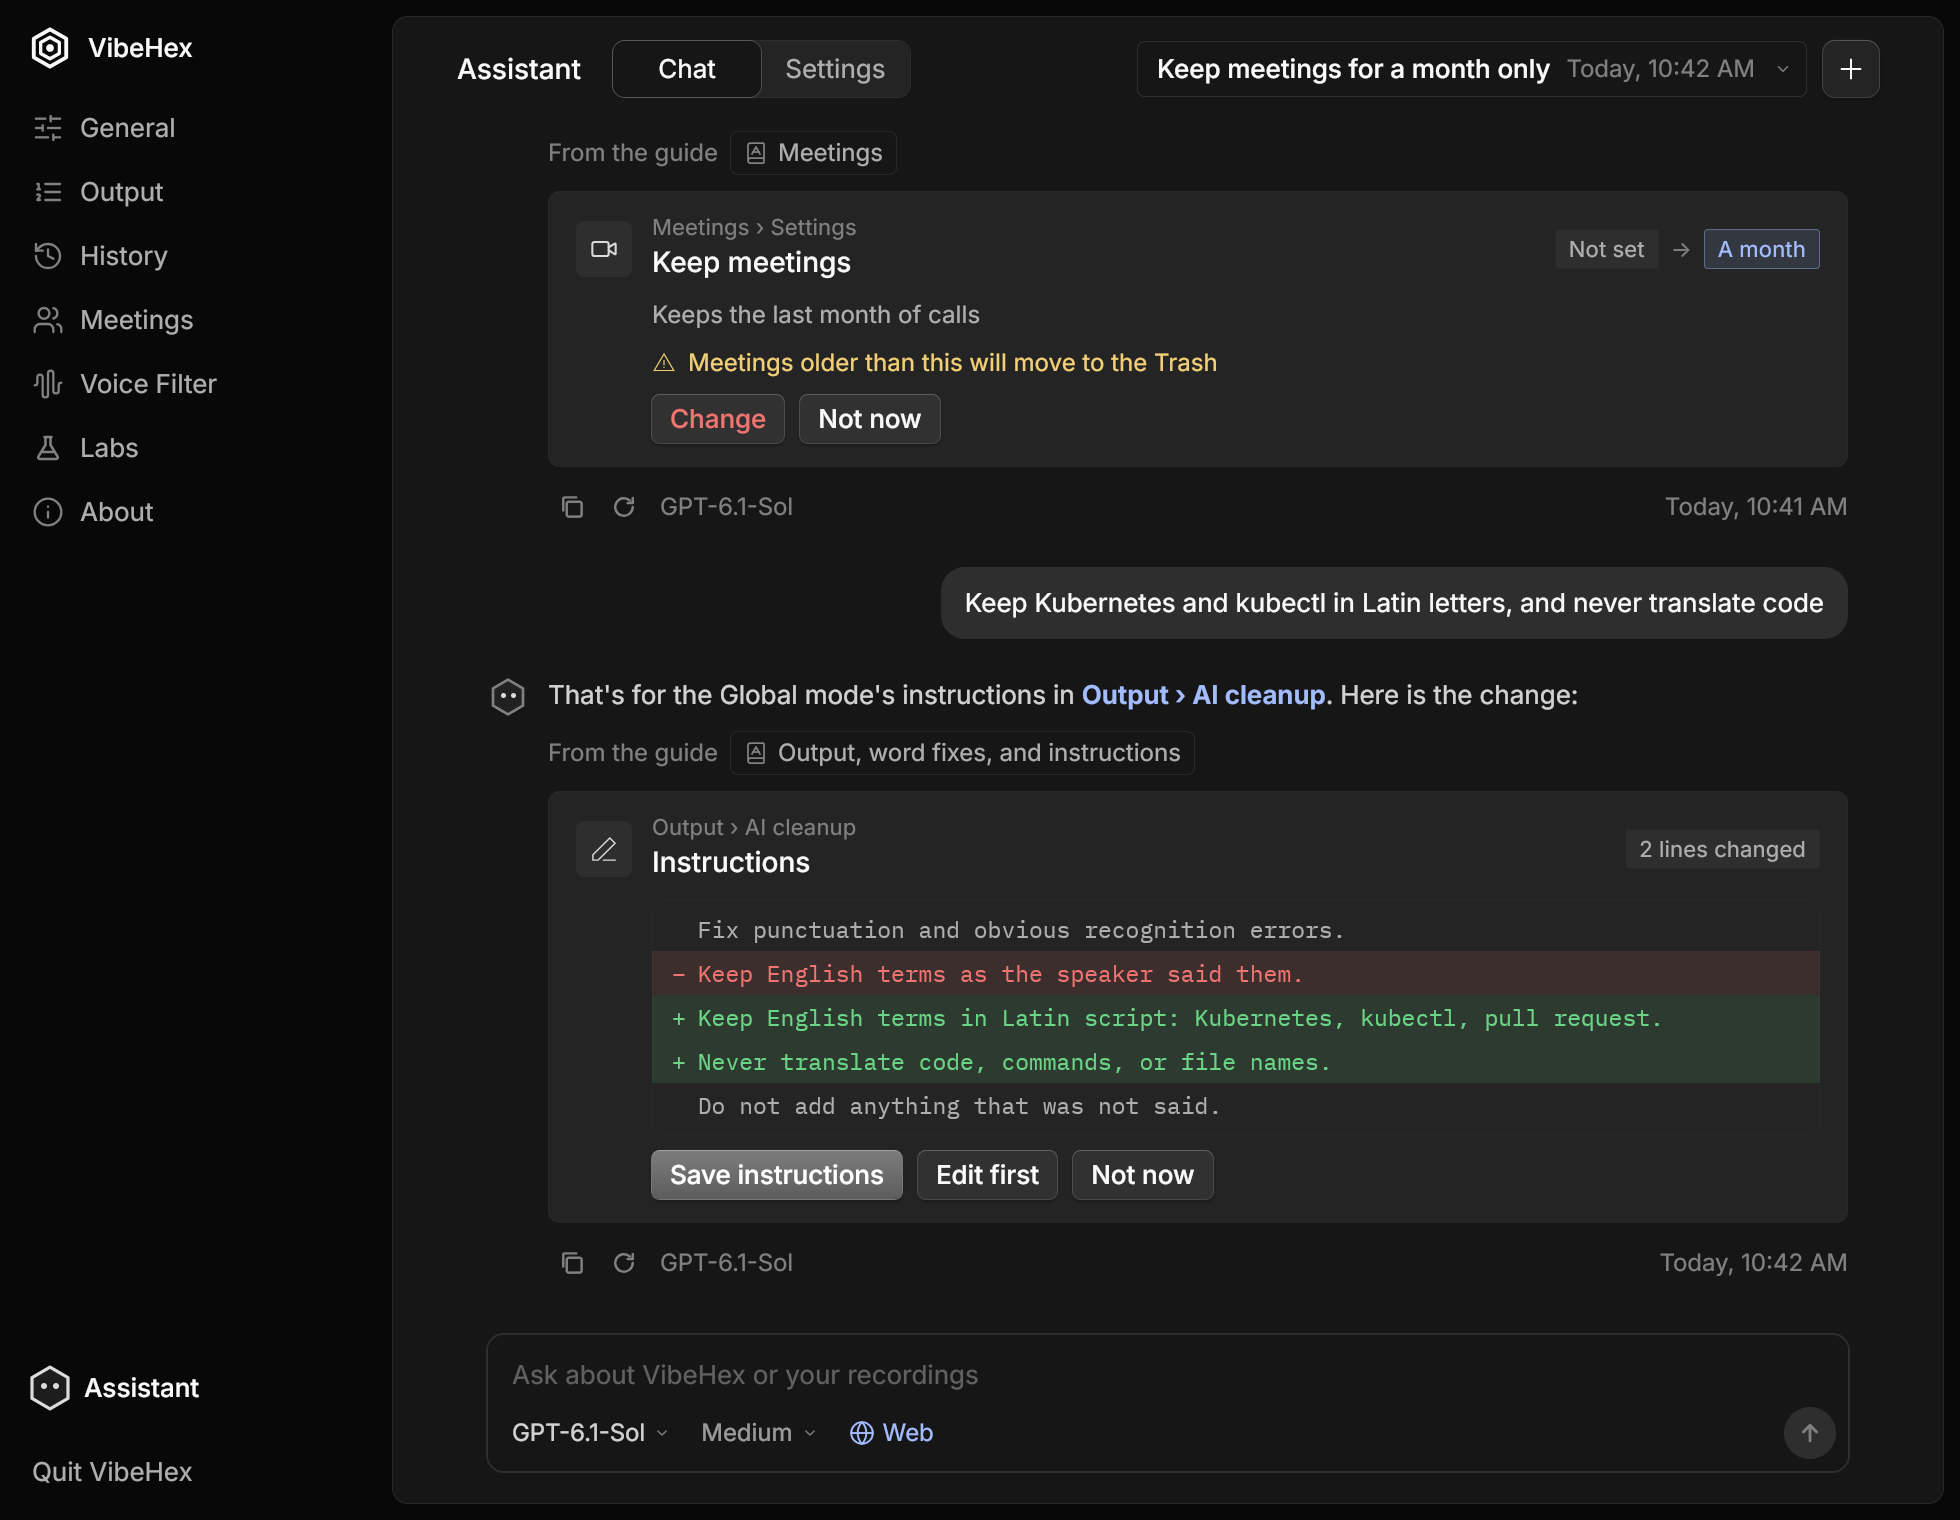 VibeHex
General
Output
History
Meetings
Voice Filter
Labs
About
Assistant
Quit VibeHex
Assistant
Chat
Settings
Keep meetings for a month only Today, 10:42 AM
From the guide Meetings
Meetings › Settings
Keep meetings
Not set → A month
Keeps the last month of calls
Meetings older than this will move to the Trash
Change
Not now
GPT-6.1-Sol
Today, 10:41 AM
Keep Kubernetes and kubectl in Latin letters, and never translate code
That's for the Global mode's instructions in Output › AI cleanup. Here is the change:
From the guide Output, word fixes, and instructions
Output › AI cleanup
Instructions
2 lines changed
Fix punctuation and obvious recognition errors.
− Keep English terms as the speaker said them.
+ Keep English terms in Latin script: Kubernetes, kubectl, pull request.
+ Never translate code, commands, or file names.
Do not add anything that was not said.
Save instructions
Edit first
Not now
GPT-6.1-Sol
Today, 10:42 AM
Ask about VibeHex or your recordings
GPT-6.1-Sol
Medium
Web